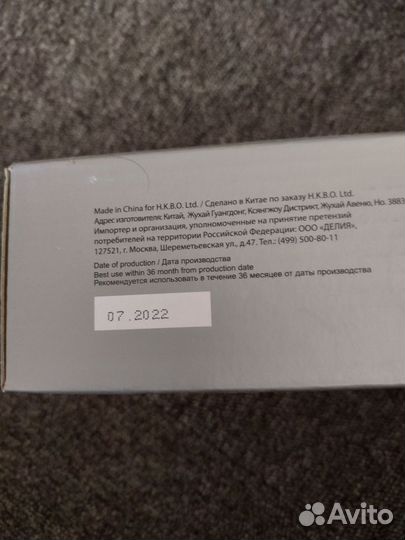 Made in China for H.K.B.O. Ltd. / Сделано в Китае по заказу H.K.B.O. Ltd.
Адрес изготовителя: Китай, Жухай Гуангдонг, Ксянгжоу Дистрикт, Жухай Авеню, Но. 3883
Импортер и организация, уполномоченные на принятие претензий
потребителей на территории Российской Федерации: ООО «ДЕЛИЯ»,
127521, г. Москва, Шереметьевская ул., д.47. Тел.: (499) 500-80-11
Date of production / Дата производства
Best use within 36 month from production date
Рекомендуется использовать в течение 36 месяцев от даты производства
07.2022
Avito